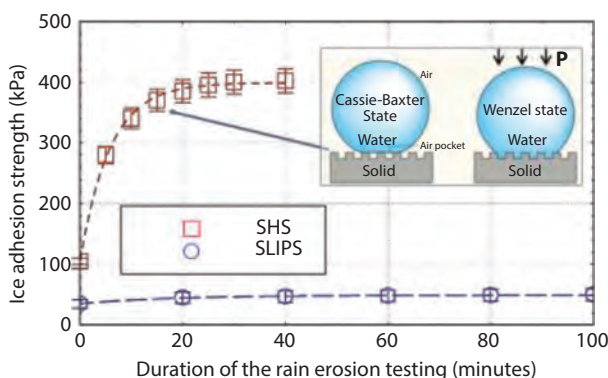 Ice adhesion strength (kPa)
500
400
300
200
100
0
Cassie-Baxter
State
Water
Air
Air pocket
Solid
P
Wenzel state
Water
Solid
SHS
SLIPS
0 20 40 60 80 100
Duration of the rain erosion testing (minutes)